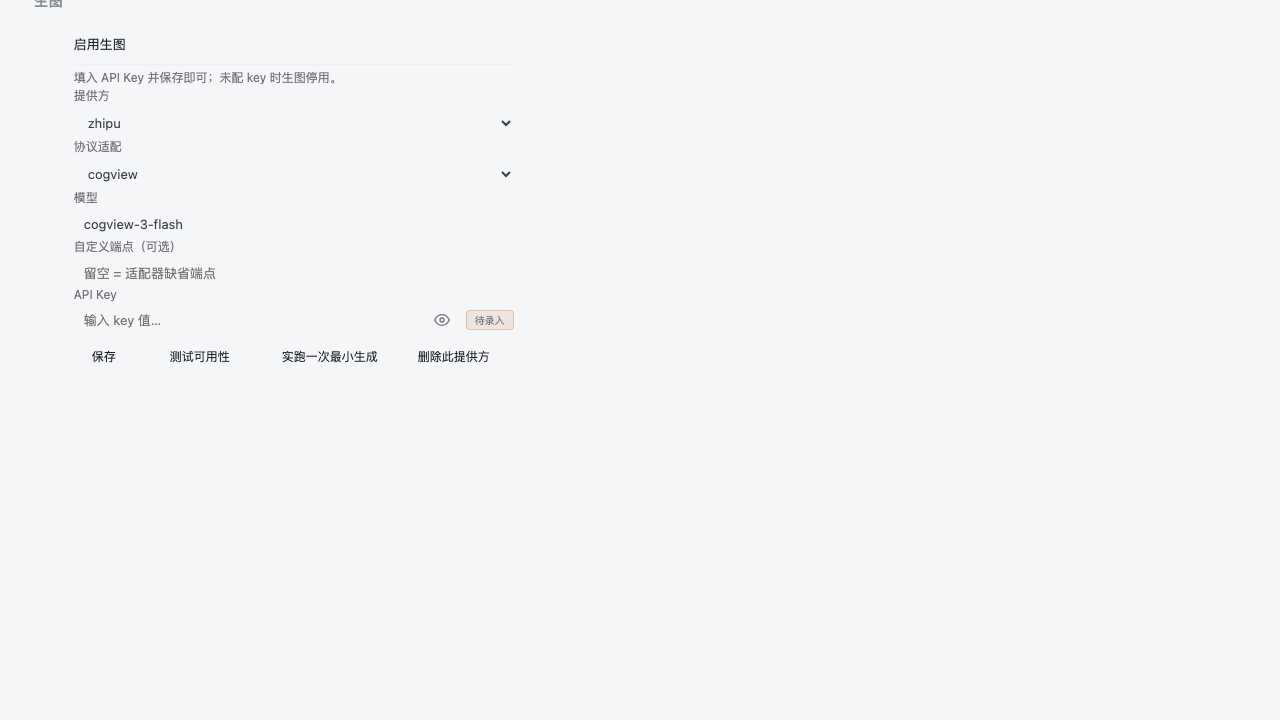 生图
启用生图
填入 API Key 并保存即可；未配 key 时生图停用。
提供方
zhipu
协议适配
cogview
模型
cogview-3-flash
自定义端点（可选）
留空 = 适配器缺省端点
API Key
输入 key 值... 待录入
保存 测试可用性 实跑一次最小生成 删除此提供方